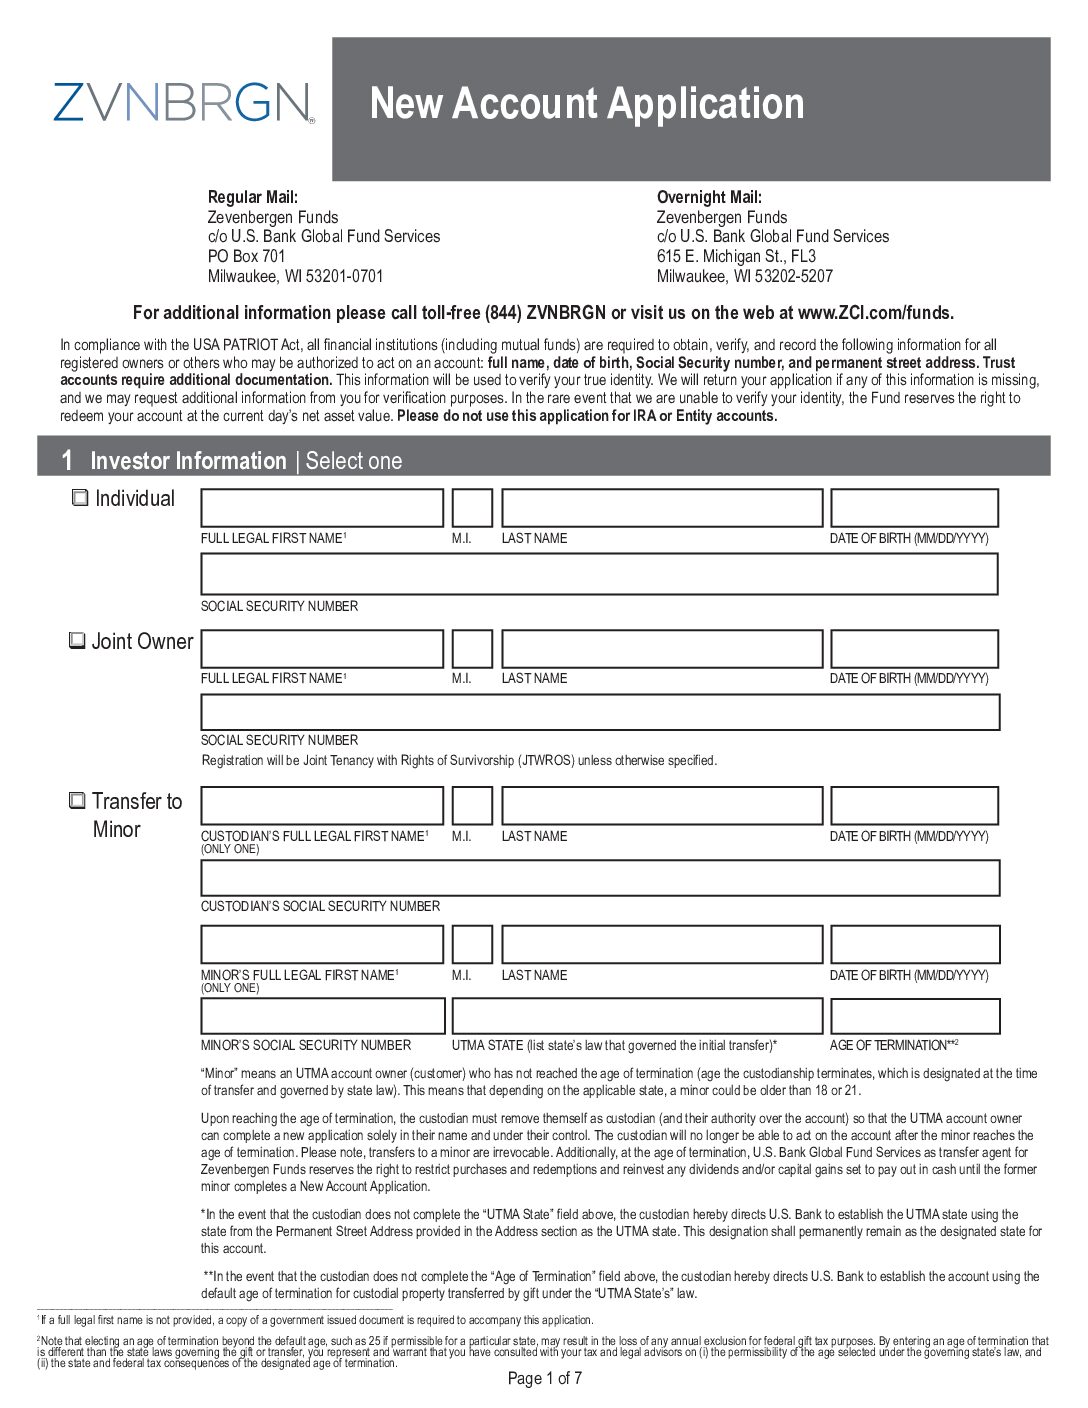 ZVNBRGN®
New Account Application
Regular Mail:
Zevenbergen Funds
c/o U.S. Bank Global Fund Services
PO Box 701
Milwaukee, WI 53201-0701
Overnight Mail:
Zevenbergen Funds
c/o U.S. Bank Global Fund Services
615 E. Michigan St., FL3
Milwaukee, WI 53202-5207
For additional information please call toll-free (844) ZVNBRGN or visit us on the web at www.ZCI.com/funds.
In compliance with the USA PATRIOT Act, all financial institutions (including mutual funds) are required to obtain, verify, and record the following information for all
registered owners or others who may be authorized to act on an account: full name, date of birth, Social Security number, and permanent street address. Trust
accounts require additional documentation. This information will be used to verify your true identity. We will return your application if any of this information is missing,
and we may request additional information from you for verification purposes. In the rare event that we are unable to verify your identity, the Fund reserves the right to
redeem your account at the current day's net asset value. Please do not use this application for IRA or Entity accounts.
1 Investor Information | Select one
Individual
FULL LEGAL FIRST NAME¹ M.I. LAST NAME DATE OF BIRTH (MM/DD/YYYY)
SOCIAL SECURITY NUMBER
Joint Owner
FULL LEGAL FIRST NAME¹ M.I. LAST NAME DATE OF BIRTH (MM/DD/YYYY)
SOCIAL SECURITY NUMBER
Registration will be Joint Tenancy with Rights of Survivorship (JTWROS) unless otherwise specified.
Transfer to
Minor
CUSTODIAN'S FULL LEGAL FIRST NAME¹ M.I. LAST NAME DATE OF BIRTH (MM/DD/YYYY)
(ONLY ONE)
CUSTODIAN'S SOCIAL SECURITY NUMBER
MINOR'S FULL LEGAL FIRST NAME¹ M.I. LAST NAME DATE OF BIRTH (MM/DD/YYYY)
(ONLY ONE)
MINOR'S SOCIAL SECURITY NUMBER UTMA STATE (list state's law that governed the initial transfer)* AGE OF TERMINATION**²
“Minor” means an UTMA account owner (customer) who has not reached the age of termination (age the custodianship terminates, which is designated at the time
of transfer and governed by state law). This means that depending on the applicable state, a minor could be older than 18 or 21.
Upon reaching the age of termination, the custodian must remove themself as custodian (and their authority over the account) so that the UTMA account owner
can complete a new application solely in their name and under their control. The custodian will no longer be able to act on the account after the minor reaches the
age of termination. Please note, transfers to a minor are irrevocable. Additionally, at the age of termination, U.S. Bank Global Fund Services as transfer agent for
Zevenbergen Funds reserves the right to restrict purchases and redemptions and reinvest any dividends and/or capital gains set to pay out in cash until the former
minor completes a New Account Application.
*In the event that the custodian does not complete the “UTMA State” field above, the custodian hereby directs U.S. Bank to establish the UTMA state using the
state from the Permanent Street Address provided in the Address section as the UTMA state. This designation shall permanently remain as the designated state for
this account.
**In the event that the custodian does not complete the “Age of Termination” field above, the custodian hereby directs U.S. Bank to establish the account using the
default age of termination for custodial property transferred by gift under the “UTMA State's” law.
¹If a full legal first name is not provided, a copy of a government issued document is required to accompany this application.
²Note that electing an age of termination beyond the default age, such as 25 if permissible for a particular state, may result in the loss of any annual exclusion for federal gift tax purposes. By entering an age of termination that
is different than the state laws governing the gift or transfer, you represent and warrant that you have consulted with your tax and legal advisors on (i) the permissibility of the age selected under the governing state's law, and
(ii) the state and federal tax consequences of the designated age of termination.
Page 1 of 7